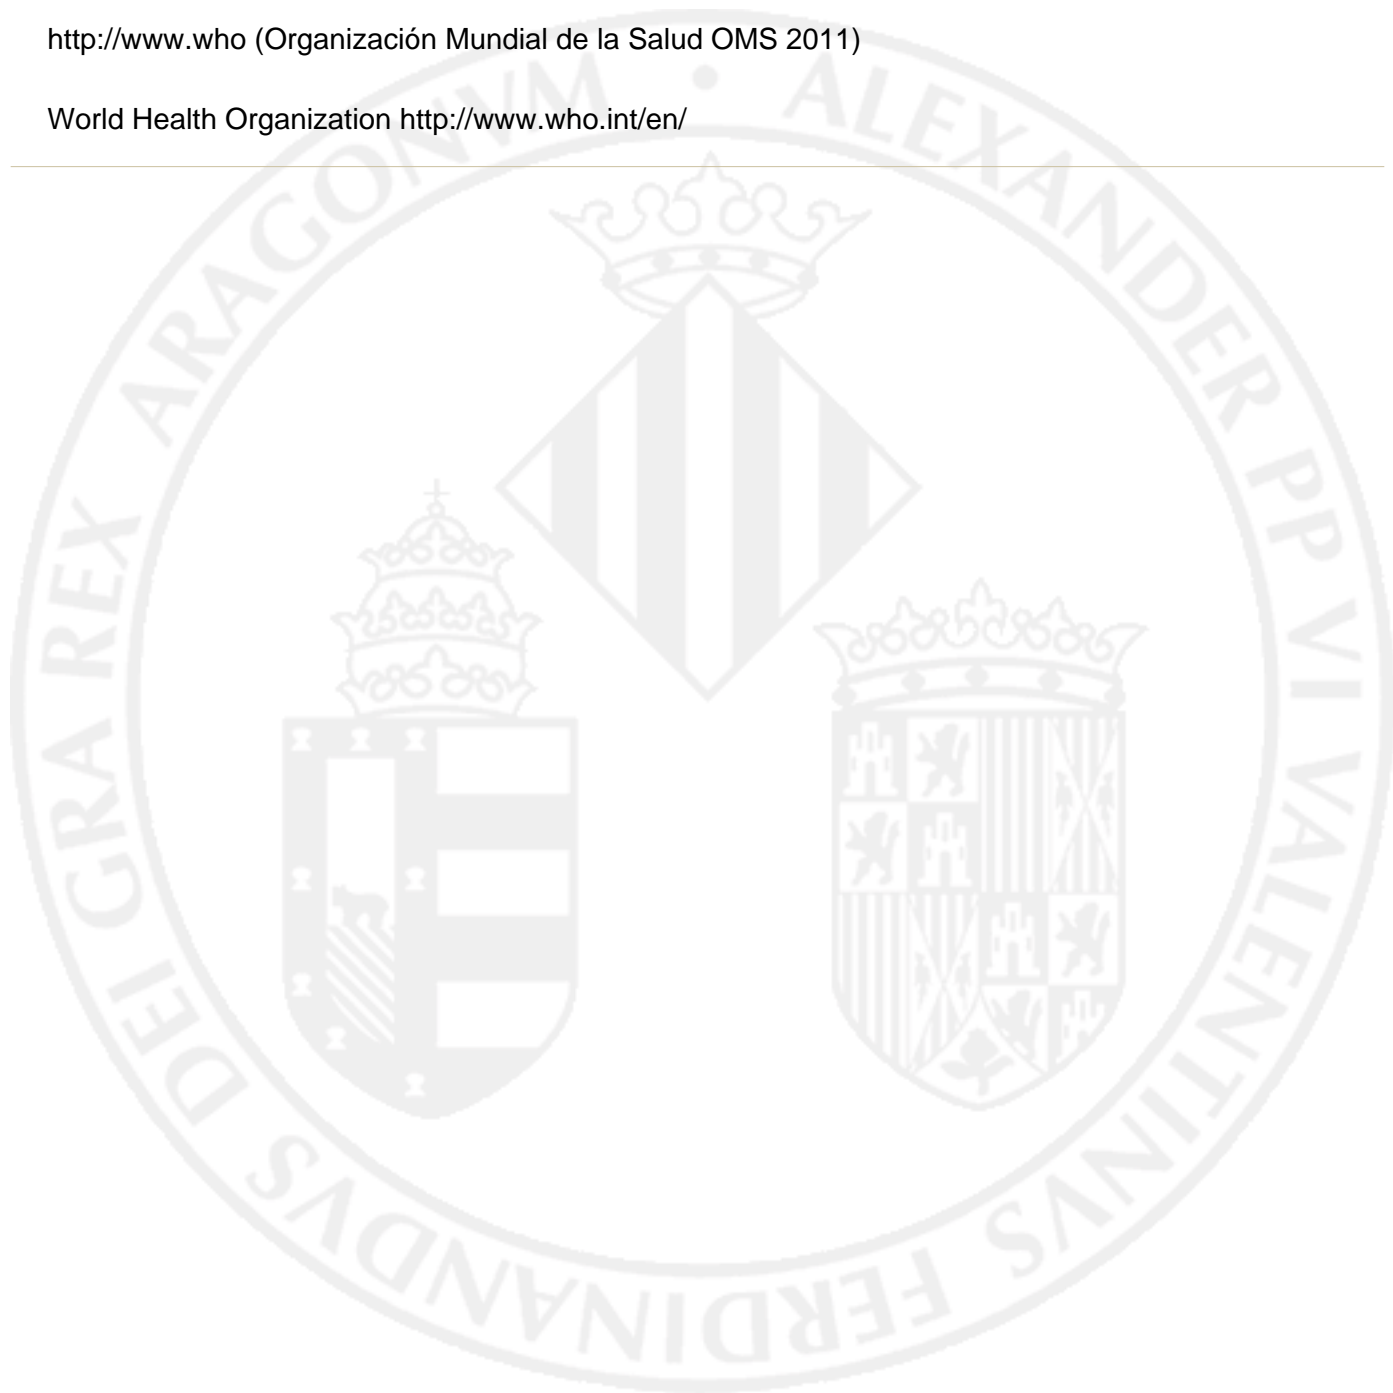 http://www.who (Organización Mundial de la Salud OMS 2011)
World Health Organization http://www.who.int/en/
ALEXANDER PP VI VALENTINVS FERDINANDVS DEI GRA REX ARAGONVM